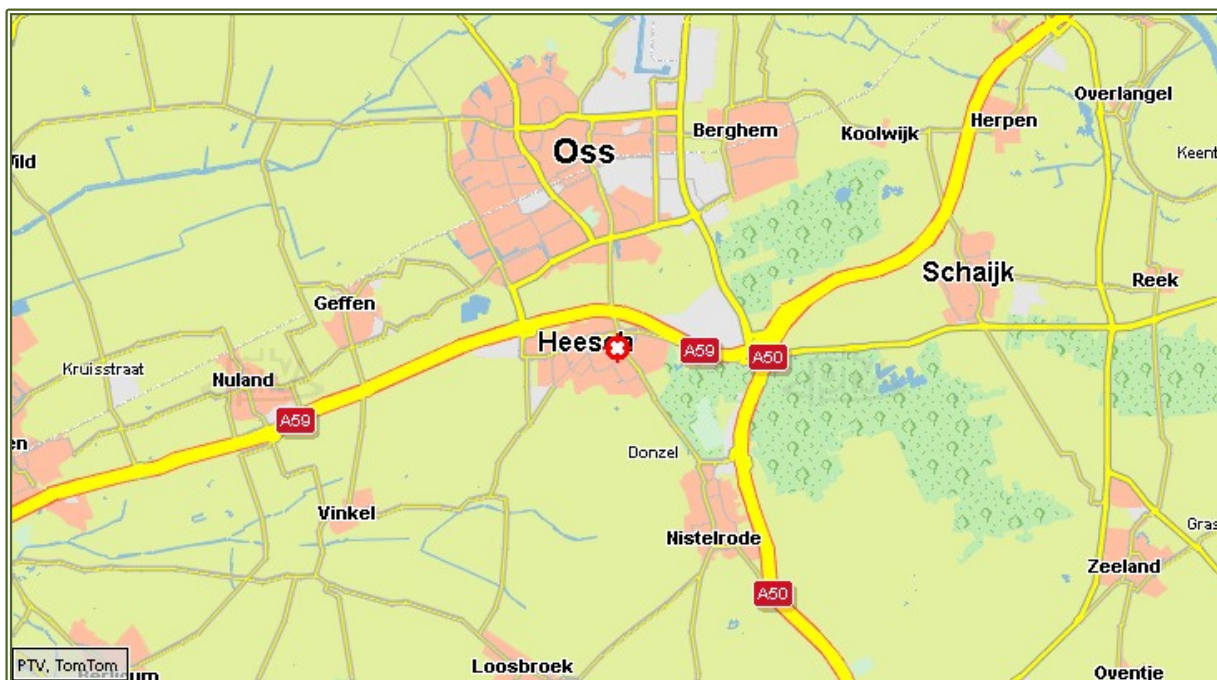 Overlangel
Herpen
Berghem
Koolwijk
Oss
Keent
Schaijk
Reek
Geffen
Heesch
A59
A50
Kruisstraat
Nuland
A59
Donzel
Vinkel
Gras
Nistelrode
Zeeland
A50
PTV, TomTom
Loosbroek
Oventje